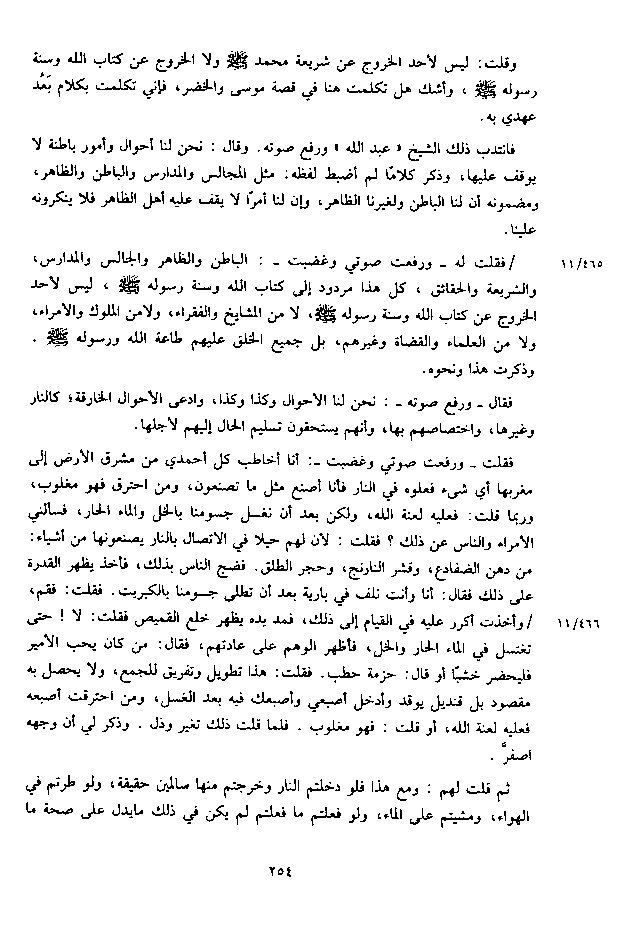 وقلت: ليس لأحد الخروج عن شريعة محمد ﷺ ولا الخروج عن كتاب الله وسنة
رسوله ﷺ ، وأشك هل تكلمت هنا في قصة موسى والخضر، فإني تكلمت بكلام بَعُد
عهدي به.
فانتدب ذلك الشيخ « عبد الله » ورفع صوته. وقال : نحن لنا أحوال وأمور باطنة لا
يوقف عليها، وذكر كلامًا لم أضبط لفظه: مثل المجالس والمدارس والباطن والظاهر،
ومضمونه أن لنا الباطن ولغيرنا الظاهر، وإن لنا أمرًا لا يقف عليه أهل الظاهر فلا ينكرونه
علينا.
١١/٤٦٥ / فقلت له ـ ورفعت صوتي وغضبت ـ : الباطن والظاهر والمجالس والمدارس،
والشريعة والحقائق ، كل هذا مردود إلى كتاب الله وسنة رسوله ﷺ ، ليس لأحد
الخروج عن كتاب الله وسنة رسوله ﷺ، لا من المشايخ والفقراء، ولامن الملوك والأمراء،
ولا من العلماء والقضاة وغيرهم، بل جميع الخلق عليهم طاعة الله ورسوله ﷺ .
وذكرت هذا ونحوه.
فقال ـ ورفع صوته ـ : نحن لنا الأحوال وكذا وكذا، وادعى الأحوال الخارقة؛ كالنار
وغيرها، واختصاصهم بها، وأنهم يستحقون تسليم الحال إليهم لأجلها.
فقلت ـ ورفعت صوتي وغضبت ـ: أنا أخاطب كل أحمدي من مشرق الأرض إلى
مغربها أي شيء فعلوه في النار فأنا أصنع مثل ما تصنعون، ومن احترق فهو مغلوب،
وربما قلت: فعليه لعنة الله، ولكن بعد أن نغسل جسومنا بالخل والماء الحار، فسألني
الأمراء والناس عن ذلك ؟ فقلت : لأن لهم حيلا في الاتصال بالنار يصنعونها من أشياء:
من دهن الضفادع، وقشر النارنج، وحجر الطلق. فضج الناس بذلك، فأخذ يظهر القدرة
على ذلك فقال: أنا وأنت نلف في بارية بعد أن تطلى جسومنا بالكبريت. فقلت: فقم،
١١/٤٦٦ / وأخذت أكرر عليه في القيام إلى ذلك، فمد يده يظهر خلع القميص فقلت: لا ! حتى
تغتسل في الماء الحار والخل، فأظهر الوهم على عادتهم، فقال: من كان يحب الأمير
فليحضر خشبًا أو قال: حزمة حطب. فقلت: هذا تطويل وتفريق للجمع، ولا يحصل به
مقصود بل قنديل يوقد وأدخل أصبعي وأصبعك فيه بعد الغسل، ومن احترقت أصبعه
فعليه لعنة الله، أو قلت : فهو مغلوب . فلما قلت ذلك تغير وذل . وذكر لي أن وجهه
اصفرَّ .
ثم قلت لهم : ومع هذا فلو دخلتم النار وخرجتم منها سالمين حقيقة، ولو طرتم في
الهواء، ومشيتم على الماء، ولو فعلتم ما فعلتم لم يكن في ذلك مايدل على صحة ما
٢٥٤